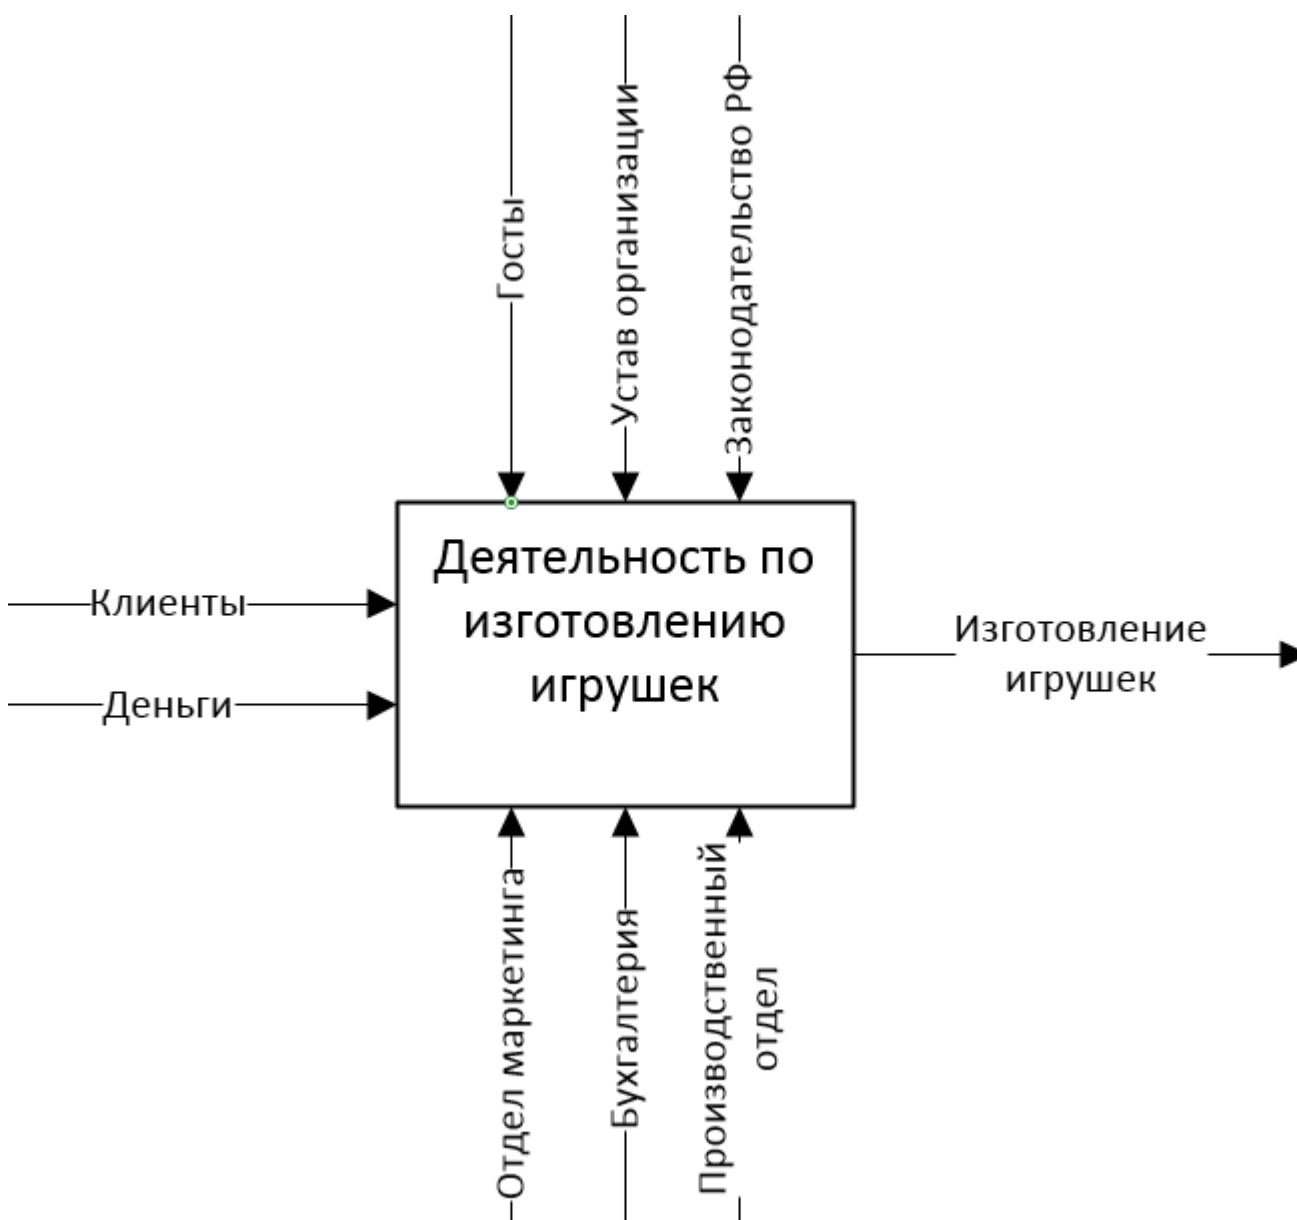 Госты
Устав организации
Законодательство РФ
Деятельность по
изготовлению
игрушек
Клиенты
Деньги
Изготовление
игрушек
Отдел маркетинга
Бухгалтерия
Производственный
отдел